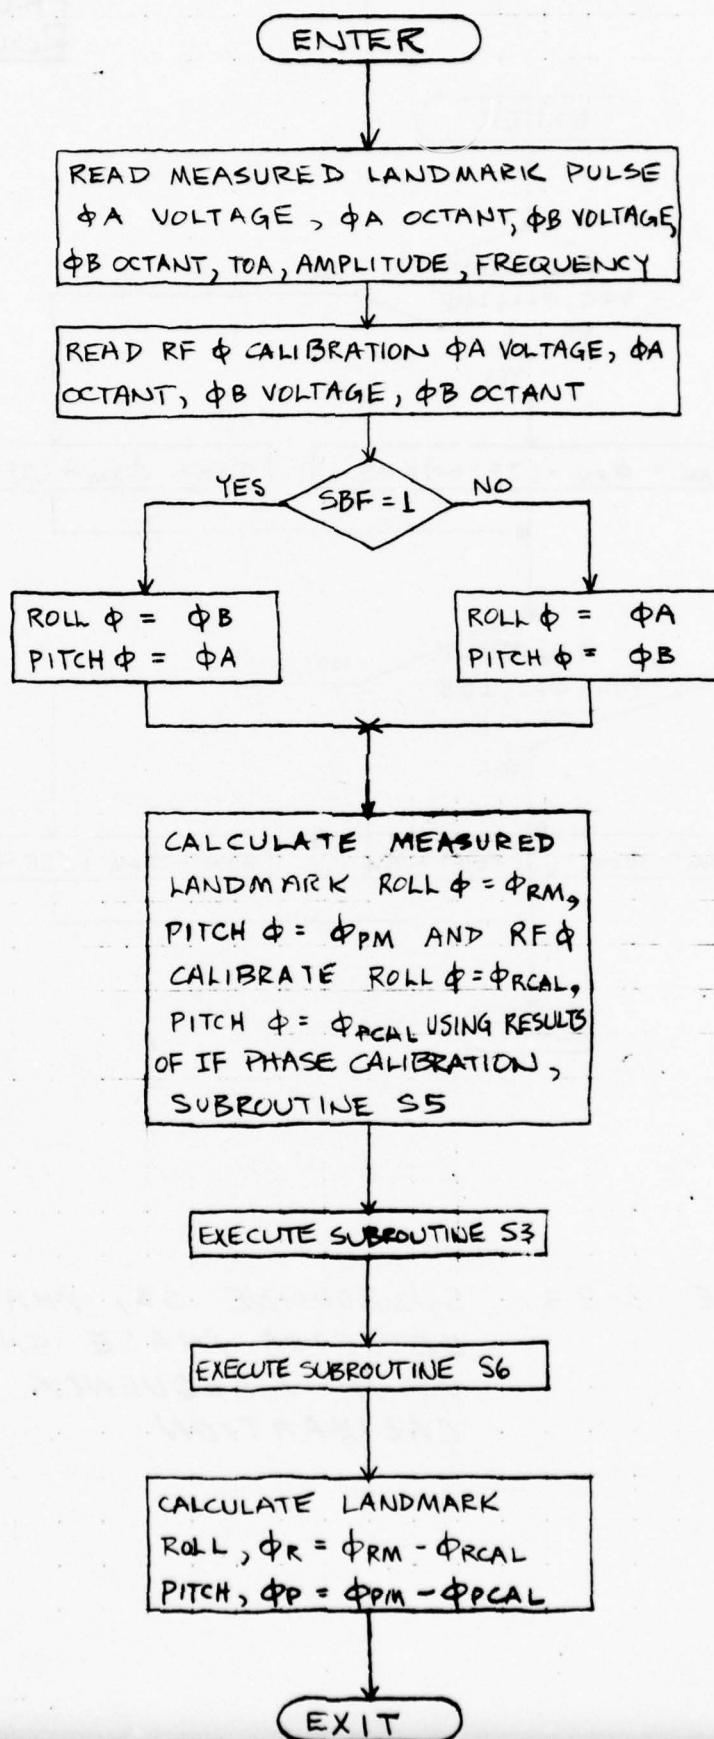 ENTER
READ MEASURED LANDMARK PULSE
ϕA VOLTAGE, ϕA OCTANT, ϕB VOLTAGE,
ϕB OCTANT, TOA, AMPLITUDE, FREQUENCY
READ RF ϕ CALIBRATION ϕA VOLTAGE, ϕA
OCTANT, ϕB VOLTAGE, ϕB OCTANT
YES
SBF = 1
NO
ROLL ϕ = ϕB
PITCH ϕ = ϕA
ROLL ϕ = ϕA
PITCH ϕ = ϕB
CALCULATE MEASURED
LANDMARK ROLL ϕ = ϕRM,
PITCH ϕ = ϕPM AND RF ϕ
CALIBRATE ROLL ϕ = ϕRCAL,
PITCH ϕ = ϕPCAL USING RESULTS
OF IF PHASE CALIBRATION,
SUBROUTINE S5
EXECUTE SUBROUTINE S3
EXECUTE SUBROUTINE S6
CALCULATE LANDMARK
ROLL, ϕR = ϕRM - ϕRCAL
PITCH, ϕP = ϕPM - ϕPCAL
EXIT